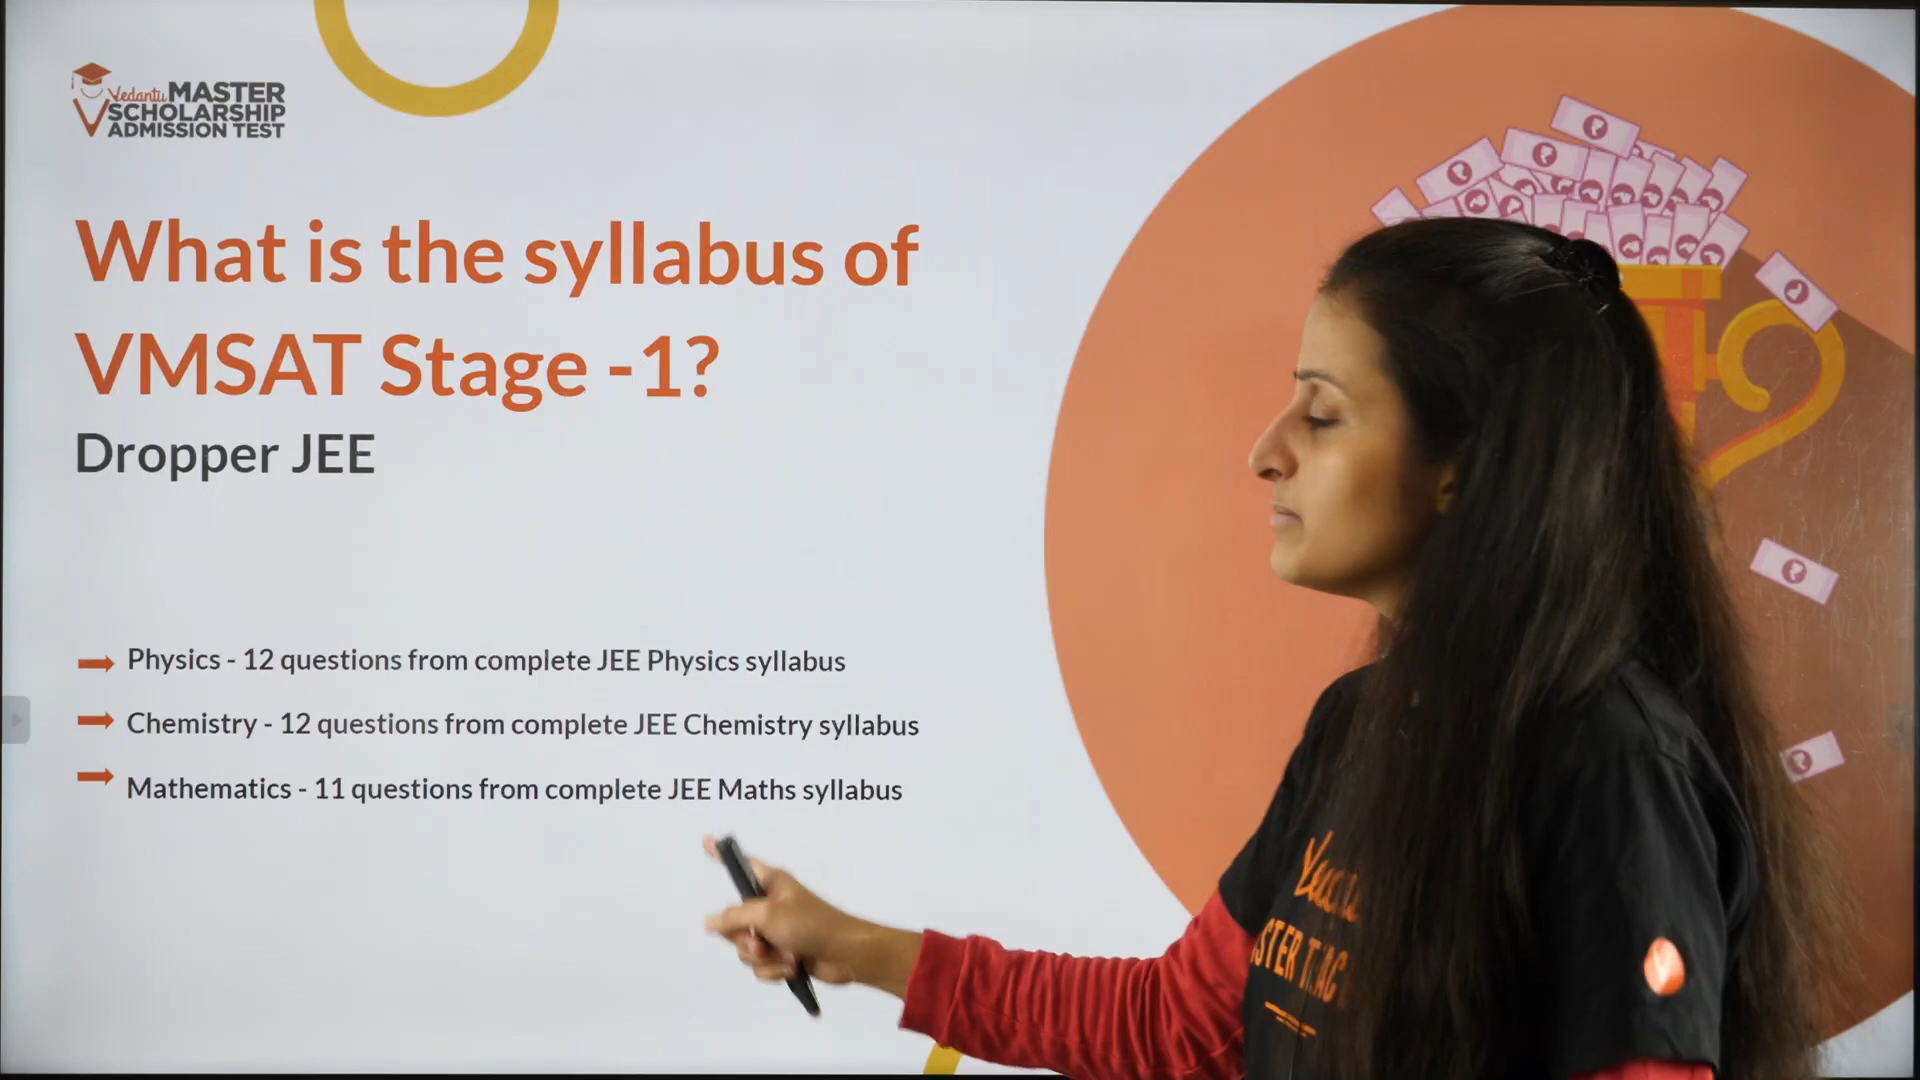 Vedantu MASTER
SCHOLARSHIP
ADMISSION TEST
What is the syllabus of
VMSAT Stage -1?
Dropper JEE
Physics - 12 questions from complete JEE Physics syllabus
Chemistry - 12 questions from complete JEE Chemistry syllabus
Mathematics - 11 questions from complete JEE Maths syllabus